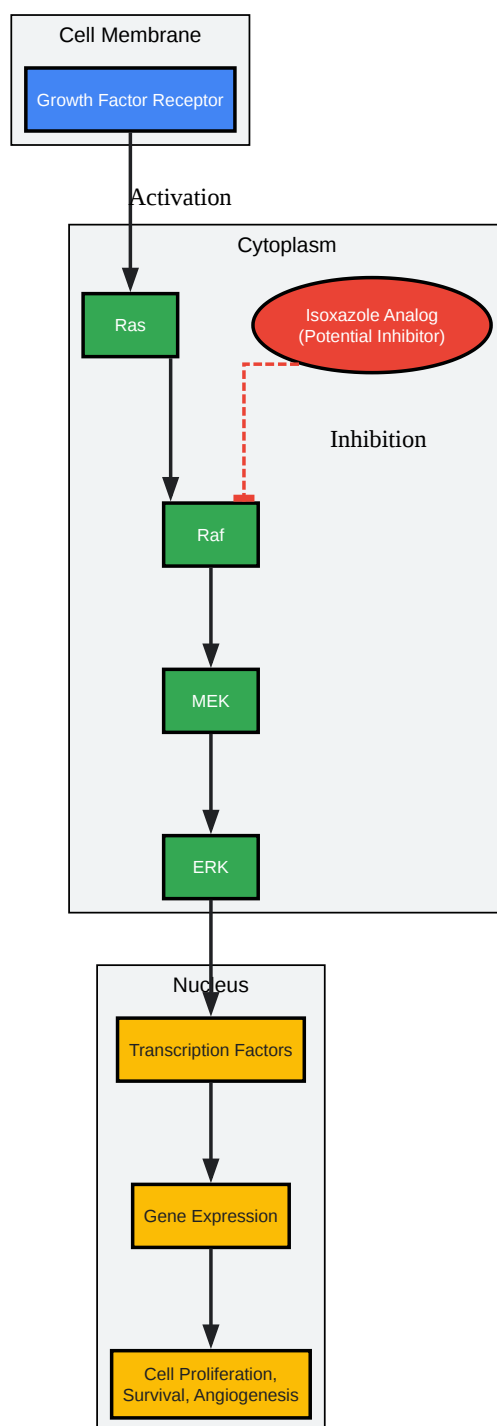 Cell Membrane
Growth Factor Receptor
Activation
Cytoplasm
Ras
Isoxazole Analog
(Potential Inhibitor)
Inhibition
Raf
MEK
ERK
Nucleus
Transcription Factors
Gene Expression
Cell Proliferation,
Survival, Angiogenesis